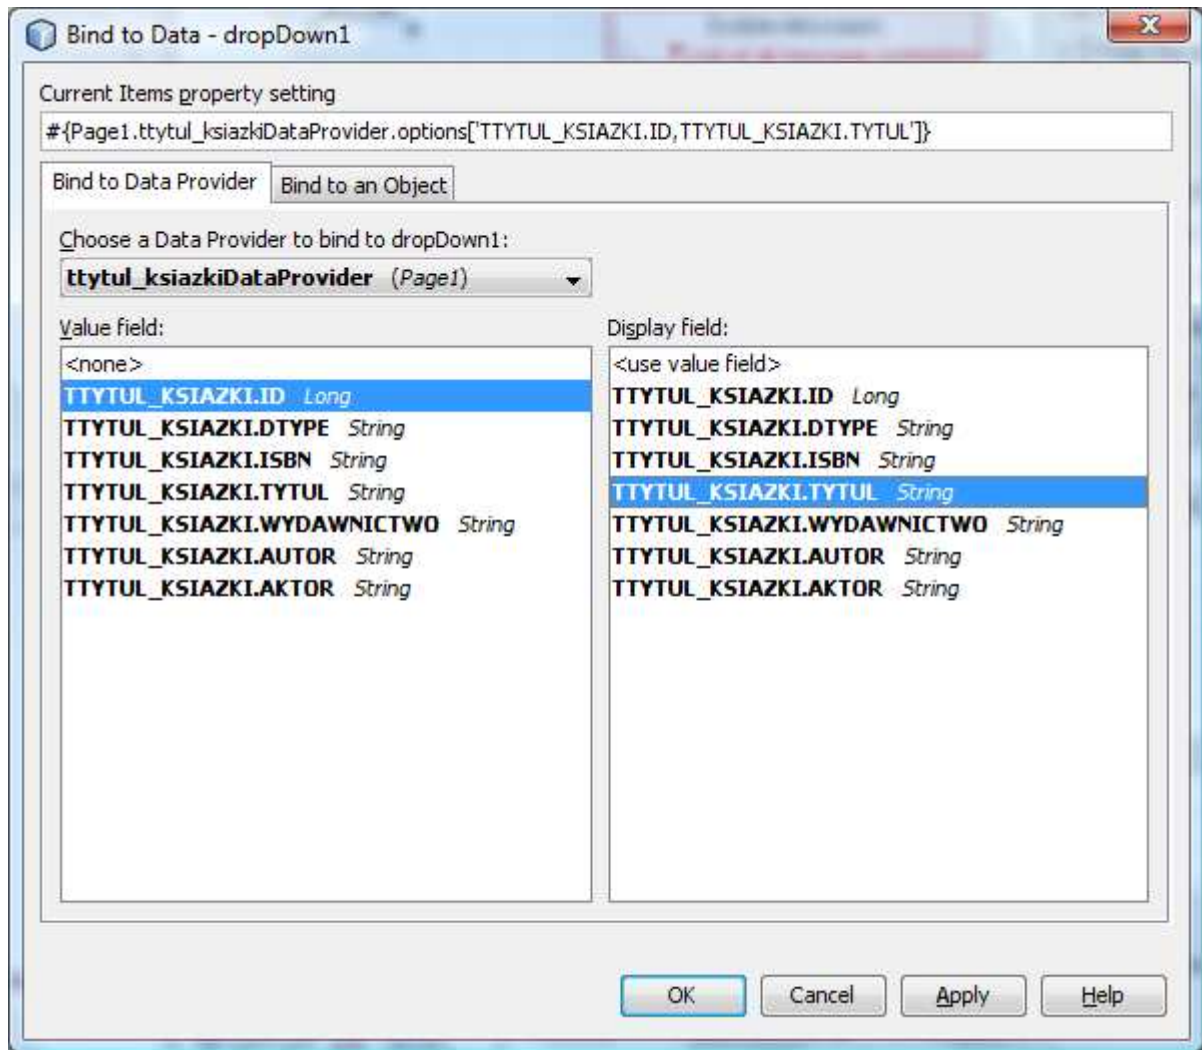 Bind to Data - dropDown1
Current Items property setting
#{Page1.ttytul_ksiazkiDataProvider.options['TTYTUL_KSIAZKI.ID,TTYTUL_KSIAZKI.TYTUL']}
Bind to Data Provider
Bind to an Object
Choose a Data Provider to bind to dropDown1:
ttytul_ksiazkiDataProvider (Page1)
Value field:
<none>
TTYTUL_KSIAZKI.ID Long
TTYTUL_KSIAZKI.DTYPE String
TTYTUL_KSIAZKI.ISBN String
TTYTUL_KSIAZKI.TYTUL String
TTYTUL_KSIAZKI.WYDAWNICTWO String
TTYTUL_KSIAZKI.AUTOR String
TTYTUL_KSIAZKI.AKTOR String
Display field:
<use value field>
TTYTUL_KSIAZKI.ID Long
TTYTUL_KSIAZKI.DTYPE String
TTYTUL_KSIAZKI.ISBN String
TTYTUL_KSIAZKI.TYTUL String
TTYTUL_KSIAZKI.WYDAWNICTWO String
TTYTUL_KSIAZKI.AUTOR String
TTYTUL_KSIAZKI.AKTOR String
OK
Cancel
Apply
Help